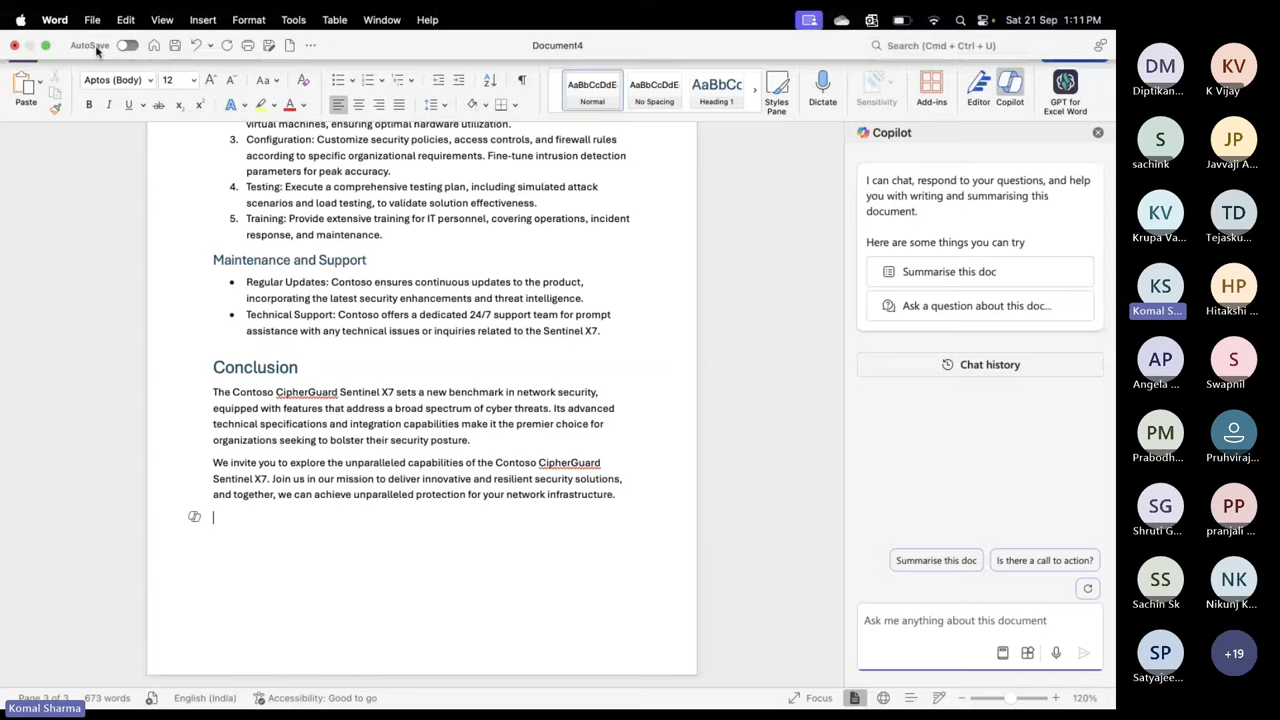 Word File Edit View Insert Format Tools Table Window Help Sat 21 Sep 1:11 PM
AutoSave Document4 Search (Cmd + Ctrl + U)
Paste Aptos (Body) 12 AaBbCcDdE AaBbCcDdE AaBbCc
Normal No Spacing Heading 1 Styles Pane Dictate Sensitivity Add-ins Editor Copilot GPT for Excel Word
virtual machines, ensuring optimal hardware utilization.
3. Configuration: Customize security policies, access controls, and firewall rules
according to specific organizational requirements. Fine-tune intrusion detection
parameters for peak accuracy.
4. Testing: Execute a comprehensive testing plan, including simulated attack
scenarios and load testing, to validate solution effectiveness.
5. Training: Provide extensive training for IT personnel, covering operations, incident
response, and maintenance.
Maintenance and Support
• Regular Updates: Contoso ensures continuous updates to the product,
incorporating the latest security enhancements and threat intelligence.
• Technical Support: Contoso offers a dedicated 24/7 support team for prompt
assistance with any technical issues or inquiries related to the Sentinel X7.
Conclusion
The Contoso CipherGuard Sentinel X7 sets a new benchmark in network security,
equipped with features that address a broad spectrum of cyber threats. Its advanced
technical specifications and integration capabilities make it the premier choice for
organizations seeking to bolster their security posture.
We invite you to explore the unparalleled capabilities of the Contoso CipherGuard
Sentinel X7. Join us in our mission to deliver innovative and resilient security solutions,
and together, we can achieve unparalleled protection for your network infrastructure.
Page 3 of 3 673 words English (India) Accessibility: Good to go Focus 120%
Komal Sharma
Copilot
I can chat, respond to your questions, and help
you with writing and summarising this
document.
Here are some things you can try
Summarise this doc
Ask a question about this doc...
Chat history
Summarise this doc Is there a call to action?
Ask me anything about this document
DM KV
Diptikan... K Vijay
S JP
sachink Javvaji A...
KV TD
Krupa Va... Tejasku...
KS HP
Komal S... Hitakshi ...
AP S
Angela ... Swapnil
PM
Prabodh... Pruhviraj...
SG PP
Shruti G... pranjali ...
SS NK
Sachin Sk Nikunj K...
SP +19
Satyajee...